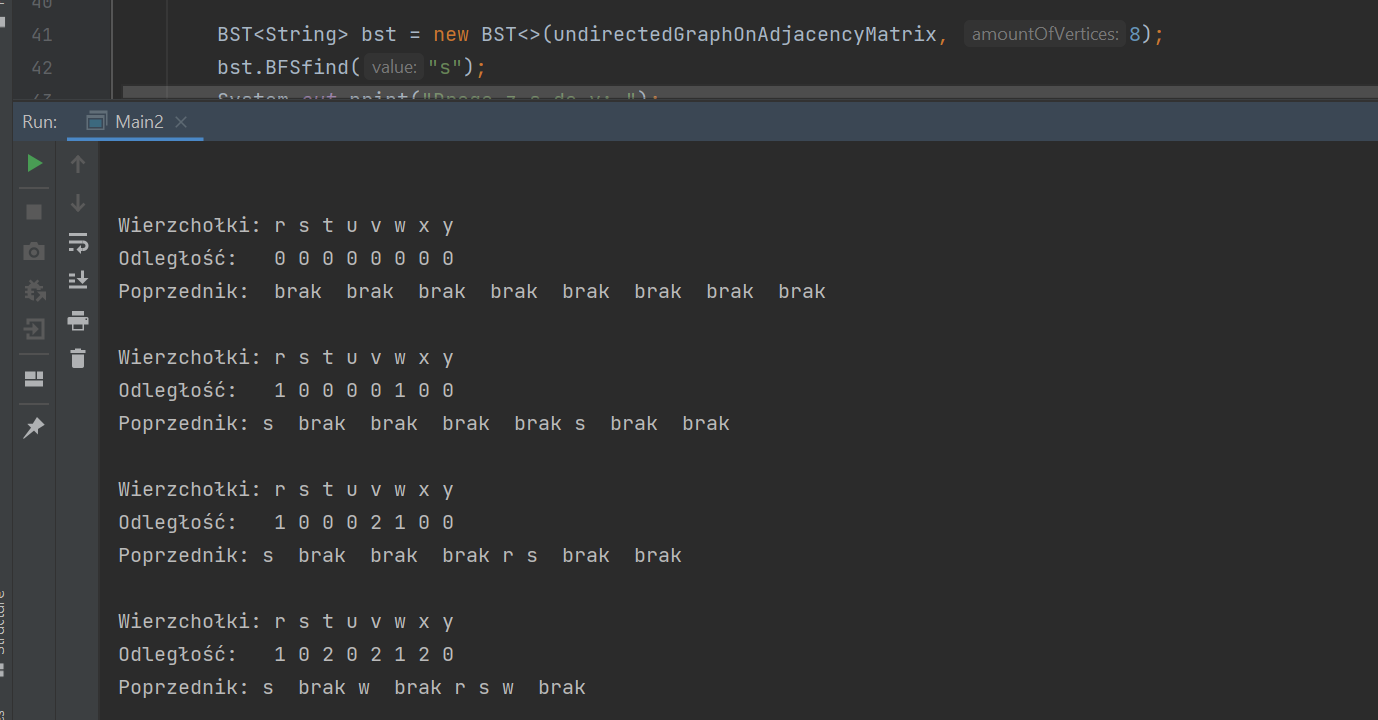 40
41 BST<String> bst = new BST<>(undirectedGraphOnAdjacencyMatrix, amountOfVertices: 8);
42 bst.BFSfind( value: "s");
Run: Main2
Wierzchołki: r s t u v w x y
Odległość: 0 0 0 0 0 0 0 0
Poprzednik: brak brak brak brak brak brak brak brak
Wierzchołki: r s t u v w x y
Odległość: 1 0 0 0 0 1 0 0
Poprzednik: s brak brak brak brak s brak brak
Wierzchołki: r s t u v w x y
Odległość: 1 0 0 0 2 1 0 0
Poprzednik: s brak brak brak r s brak brak
Wierzchołki: r s t u v w x y
Odległość: 1 0 2 0 2 1 2 0
Poprzednik: s brak w brak r s w brak
Structure